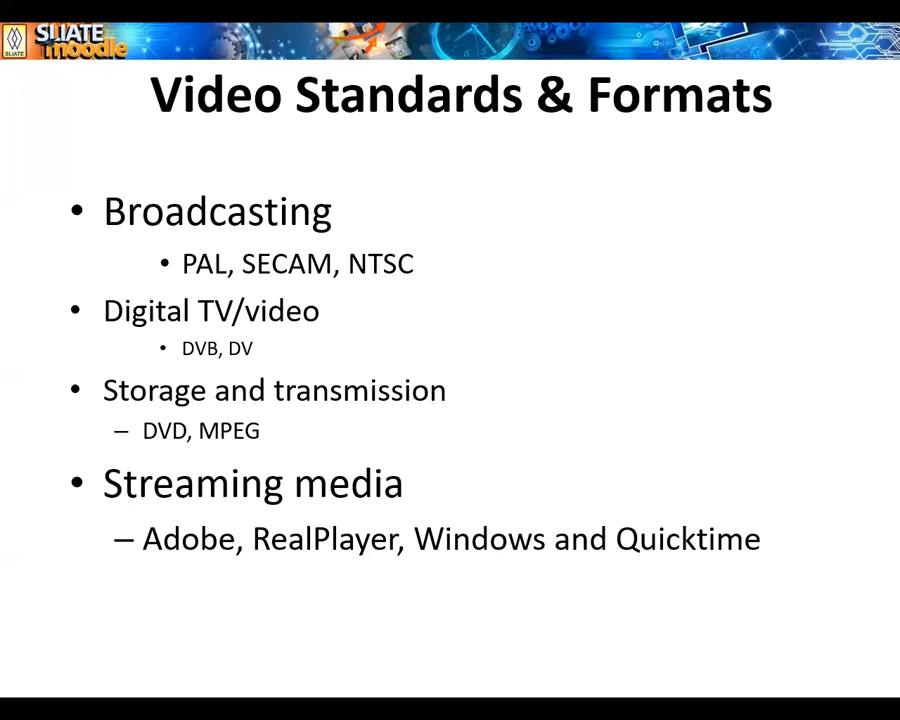 SLIATE
moodle
SLIATE
Video Standards & Formats
• Broadcasting
• PAL, SECAM, NTSC
• Digital TV/video
• DVB, DV
• Storage and transmission
– DVD, MPEG
• Streaming media
– Adobe, RealPlayer, Windows and Quicktime